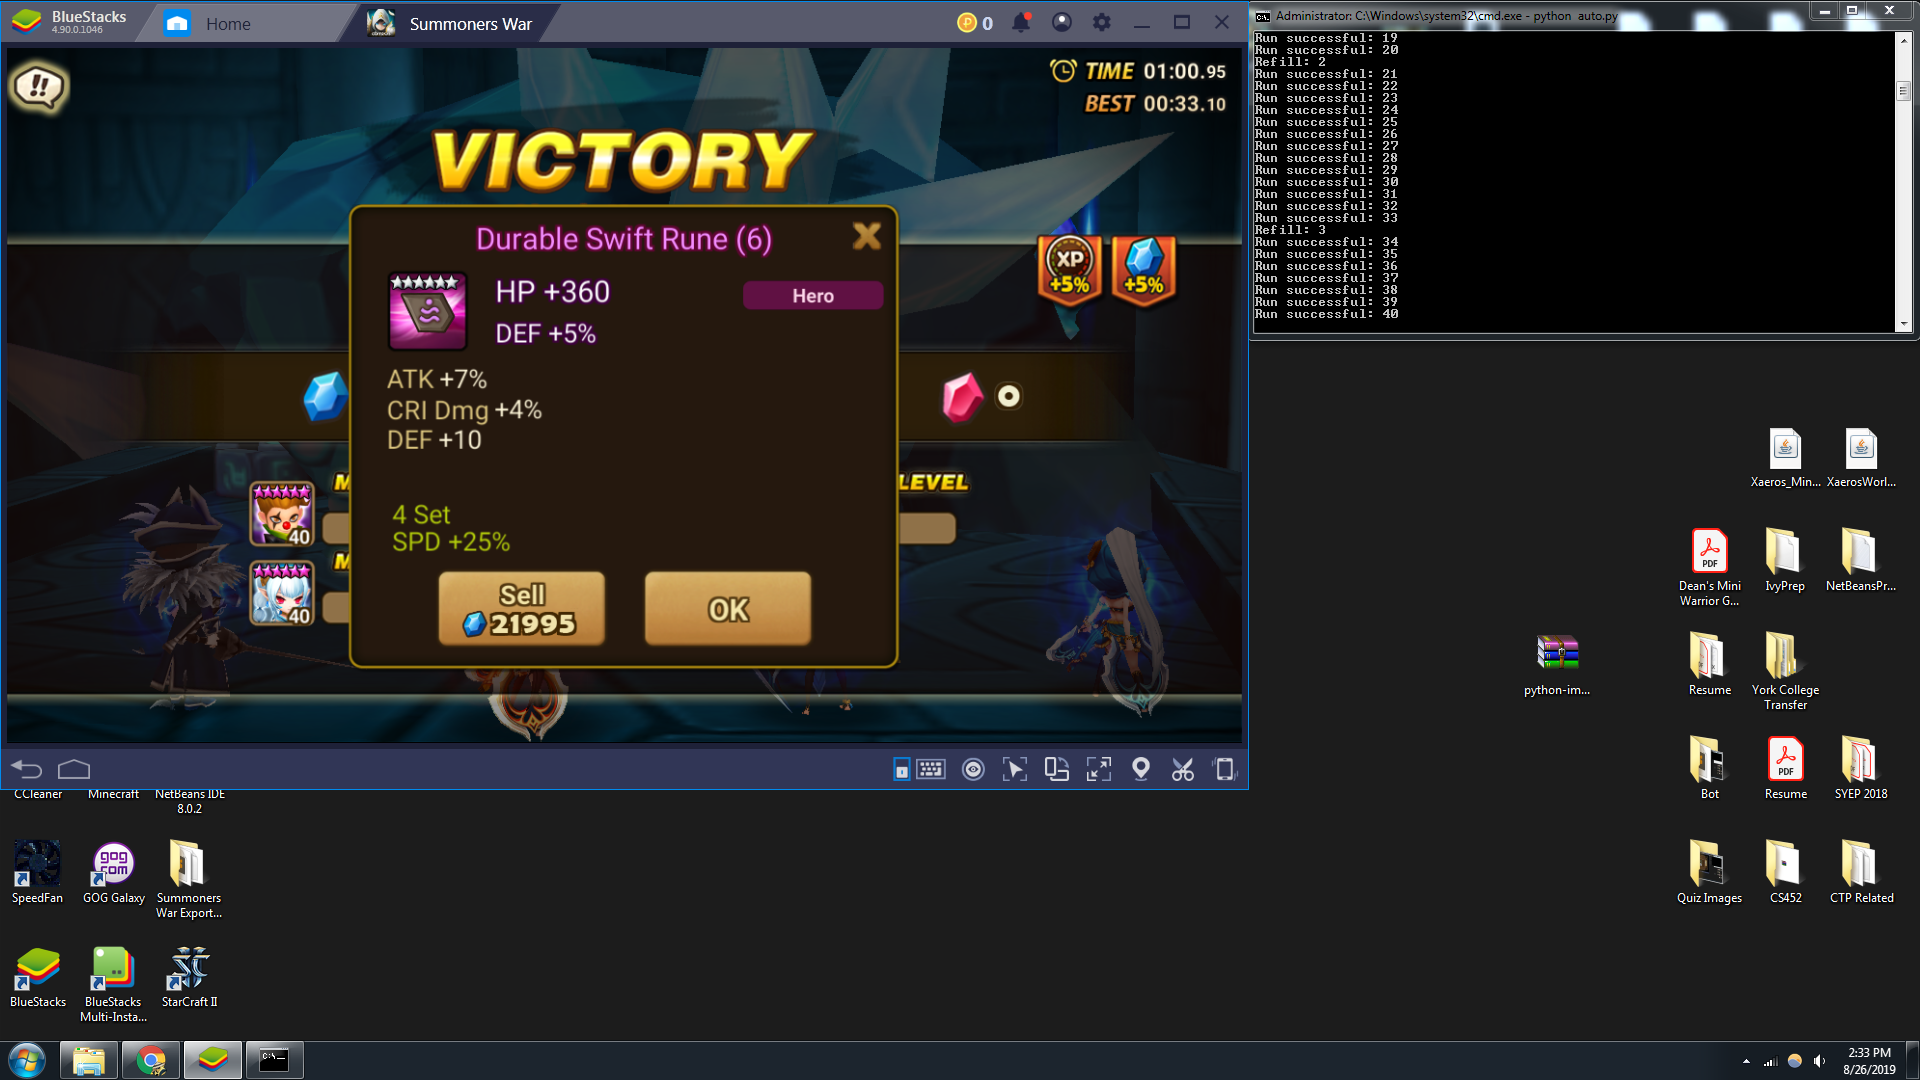 BlueStacks
4.90.0.1046
Home
Summoners War
0
TIME 01:00.95
BEST 00:33.10
VICTORY
Durable Swift Rune (6)
HP +360
Hero
DEF +5%
ATK +7%
CRI Dmg +4%
DEF +10
4 Set
SPD +25%
Sell
21995
OK
XP
+5%
+5%
LEVEL
40
40
Administrator: C:\Windows\system32\cmd.exe - python auto.py
Run successful: 19
Run successful: 20
Refill: 2
Run successful: 21
Run successful: 22
Run successful: 23
Run successful: 24
Run successful: 25
Run successful: 26
Run successful: 27
Run successful: 28
Run successful: 29
Run successful: 30
Run successful: 31
Run successful: 32
Run successful: 33
Refill: 3
Run successful: 34
Run successful: 35
Run successful: 36
Run successful: 37
Run successful: 38
Run successful: 39
Run successful: 40
Xaeros_Min...
XaerosWorl...
PDF
Dean's Mini
Warrior G...
IvyPrep
NetBeansPr...
python-im...
Resume
York College
Transfer
Bot
PDF
Resume
SYEP 2018
Quiz Images
CS452
CTP Related
CCleaner
Minecraft
NetBeans IDE
8.0.2
SpeedFan
gog
com
GOG Galaxy
Summoners
War Export...
BlueStacks
BlueStacks
Multi-Insta...
StarCraft II
2:33 PM
8/26/2019